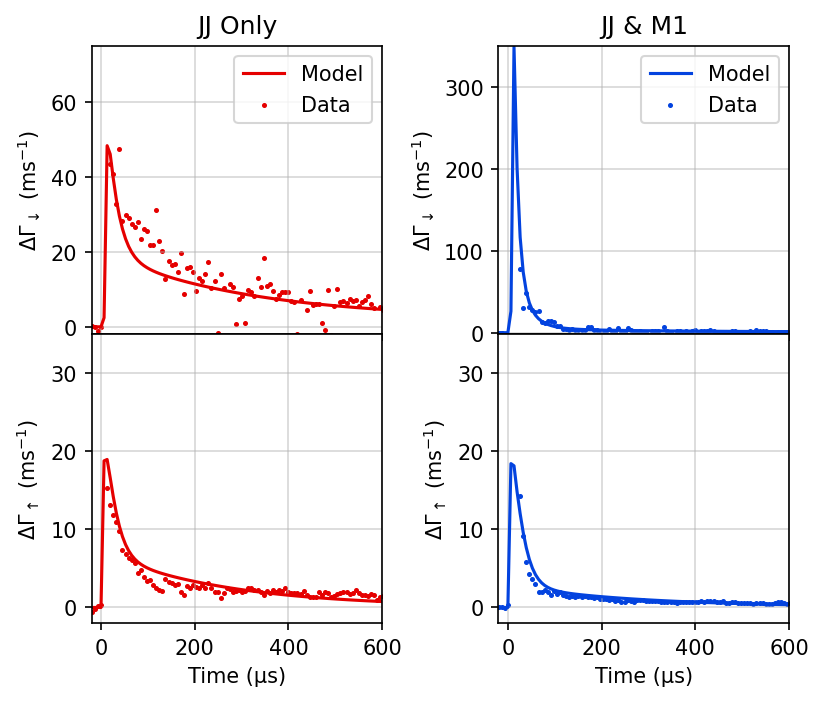 JJ Only
JJ & M1
Model
Data
Model
Data
60
40
20
0
ΔΓ↓ (ms⁻¹)
300
200
100
0
ΔΓ↓ (ms⁻¹)
30
20
10
0
ΔΓ↑ (ms⁻¹)
30
20
10
0
ΔΓ↑ (ms⁻¹)
0 200 400 600
0 200 400 600
Time (μs)
Time (μs)